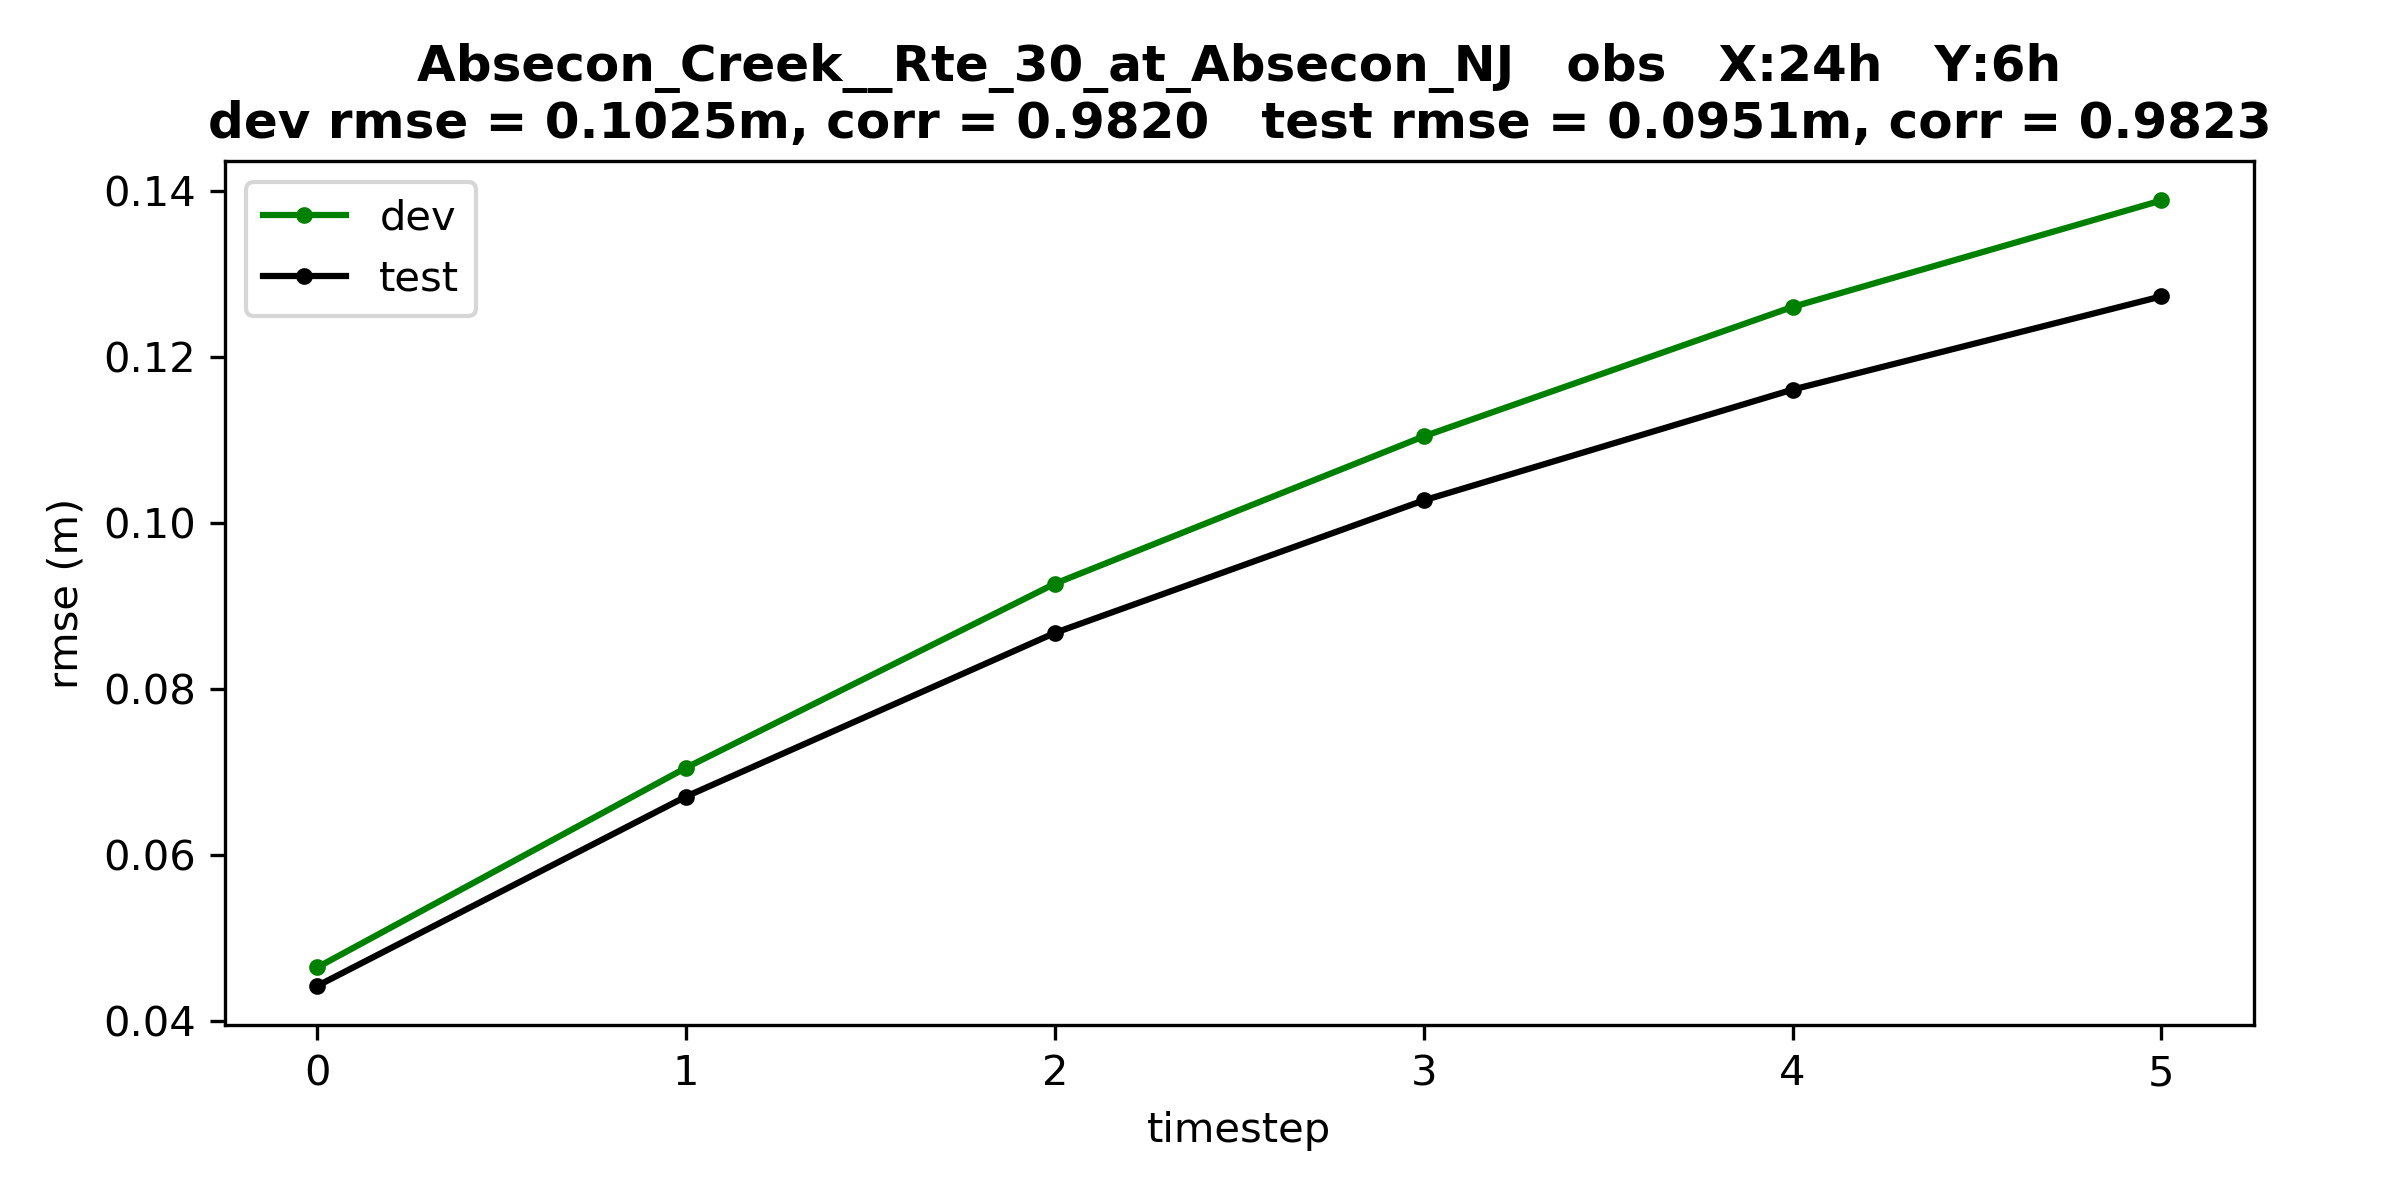 Absecon_Creek__Rte_30_at_Absecon_NJ   obs   X:24h   Y:6h
dev rmse = 0.1025m, corr = 0.9820   test rmse = 0.0951m, corr = 0.9823
dev
test
rmse (m)
0.14
0.12
0.10
0.08
0.06
0.04
0 1 2 3 4 5
timestep